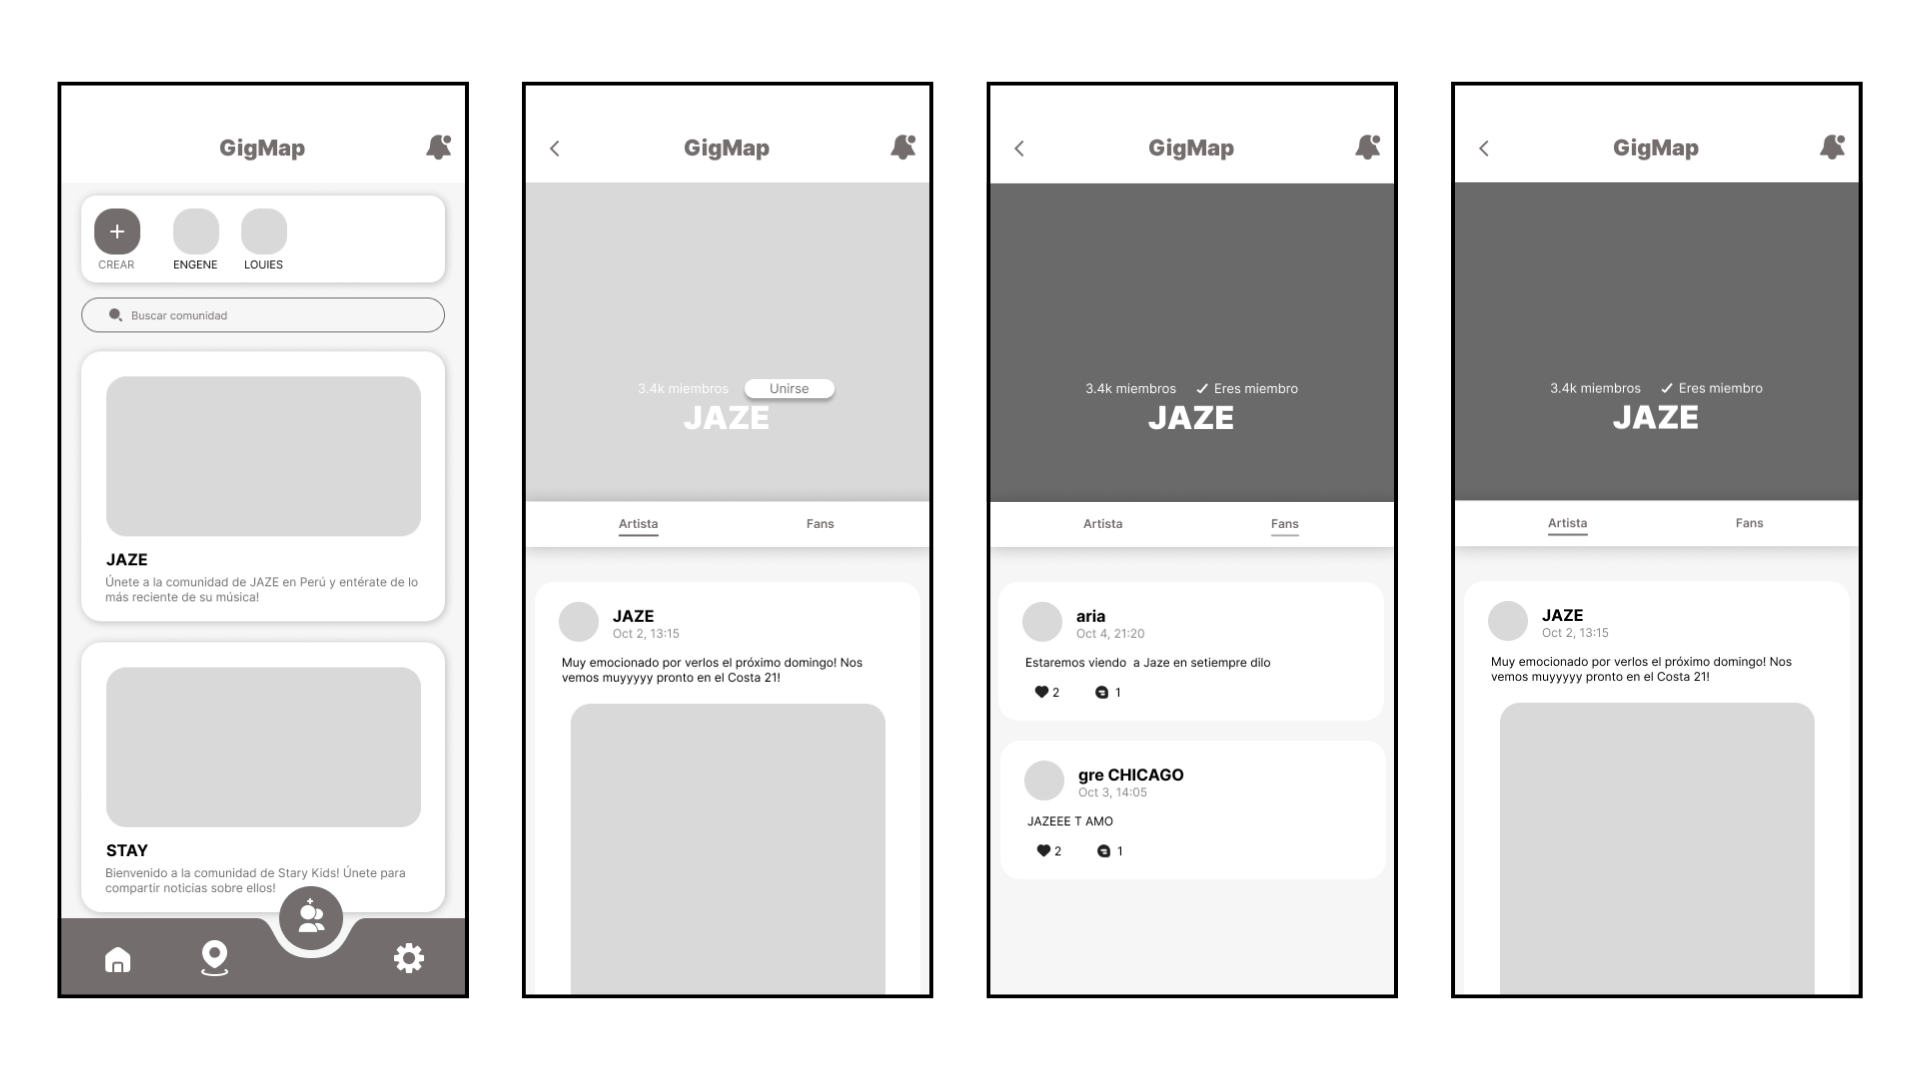 GigMap
+
CREAR
ENGENE
LOUIES
Buscar comunidad
JAZE
Únete a la comunidad de JAZE en Perú y entérate de lo
más reciente de su música!
STAY
Bienvenido a la comunidad de Stary Kids! Únete para
compartir noticias sobre ellos!
GigMap
3.4k miembros
Unirse
JAZE
Artista
Fans
JAZE
Oct 2, 13:15
Muy emocionado por verlos el próximo domingo! Nos
vemos muyyyyy pronto en el Costa 21!
GigMap
3.4k miembros
Eres miembro
JAZE
Artista
Fans
aria
Oct 4, 21:20
Estaremos viendo  a Jaze en setiempre dilo
2
1
gre CHICAGO
Oct 3, 14:05
JAZEEE T AMO
2
1
GigMap
3.4k miembros
Eres miembro
JAZE
Artista
Fans
JAZE
Oct 2, 13:15
Muy emocionado por verlos el próximo domingo! Nos
vemos muyyyyy pronto en el Costa 21!